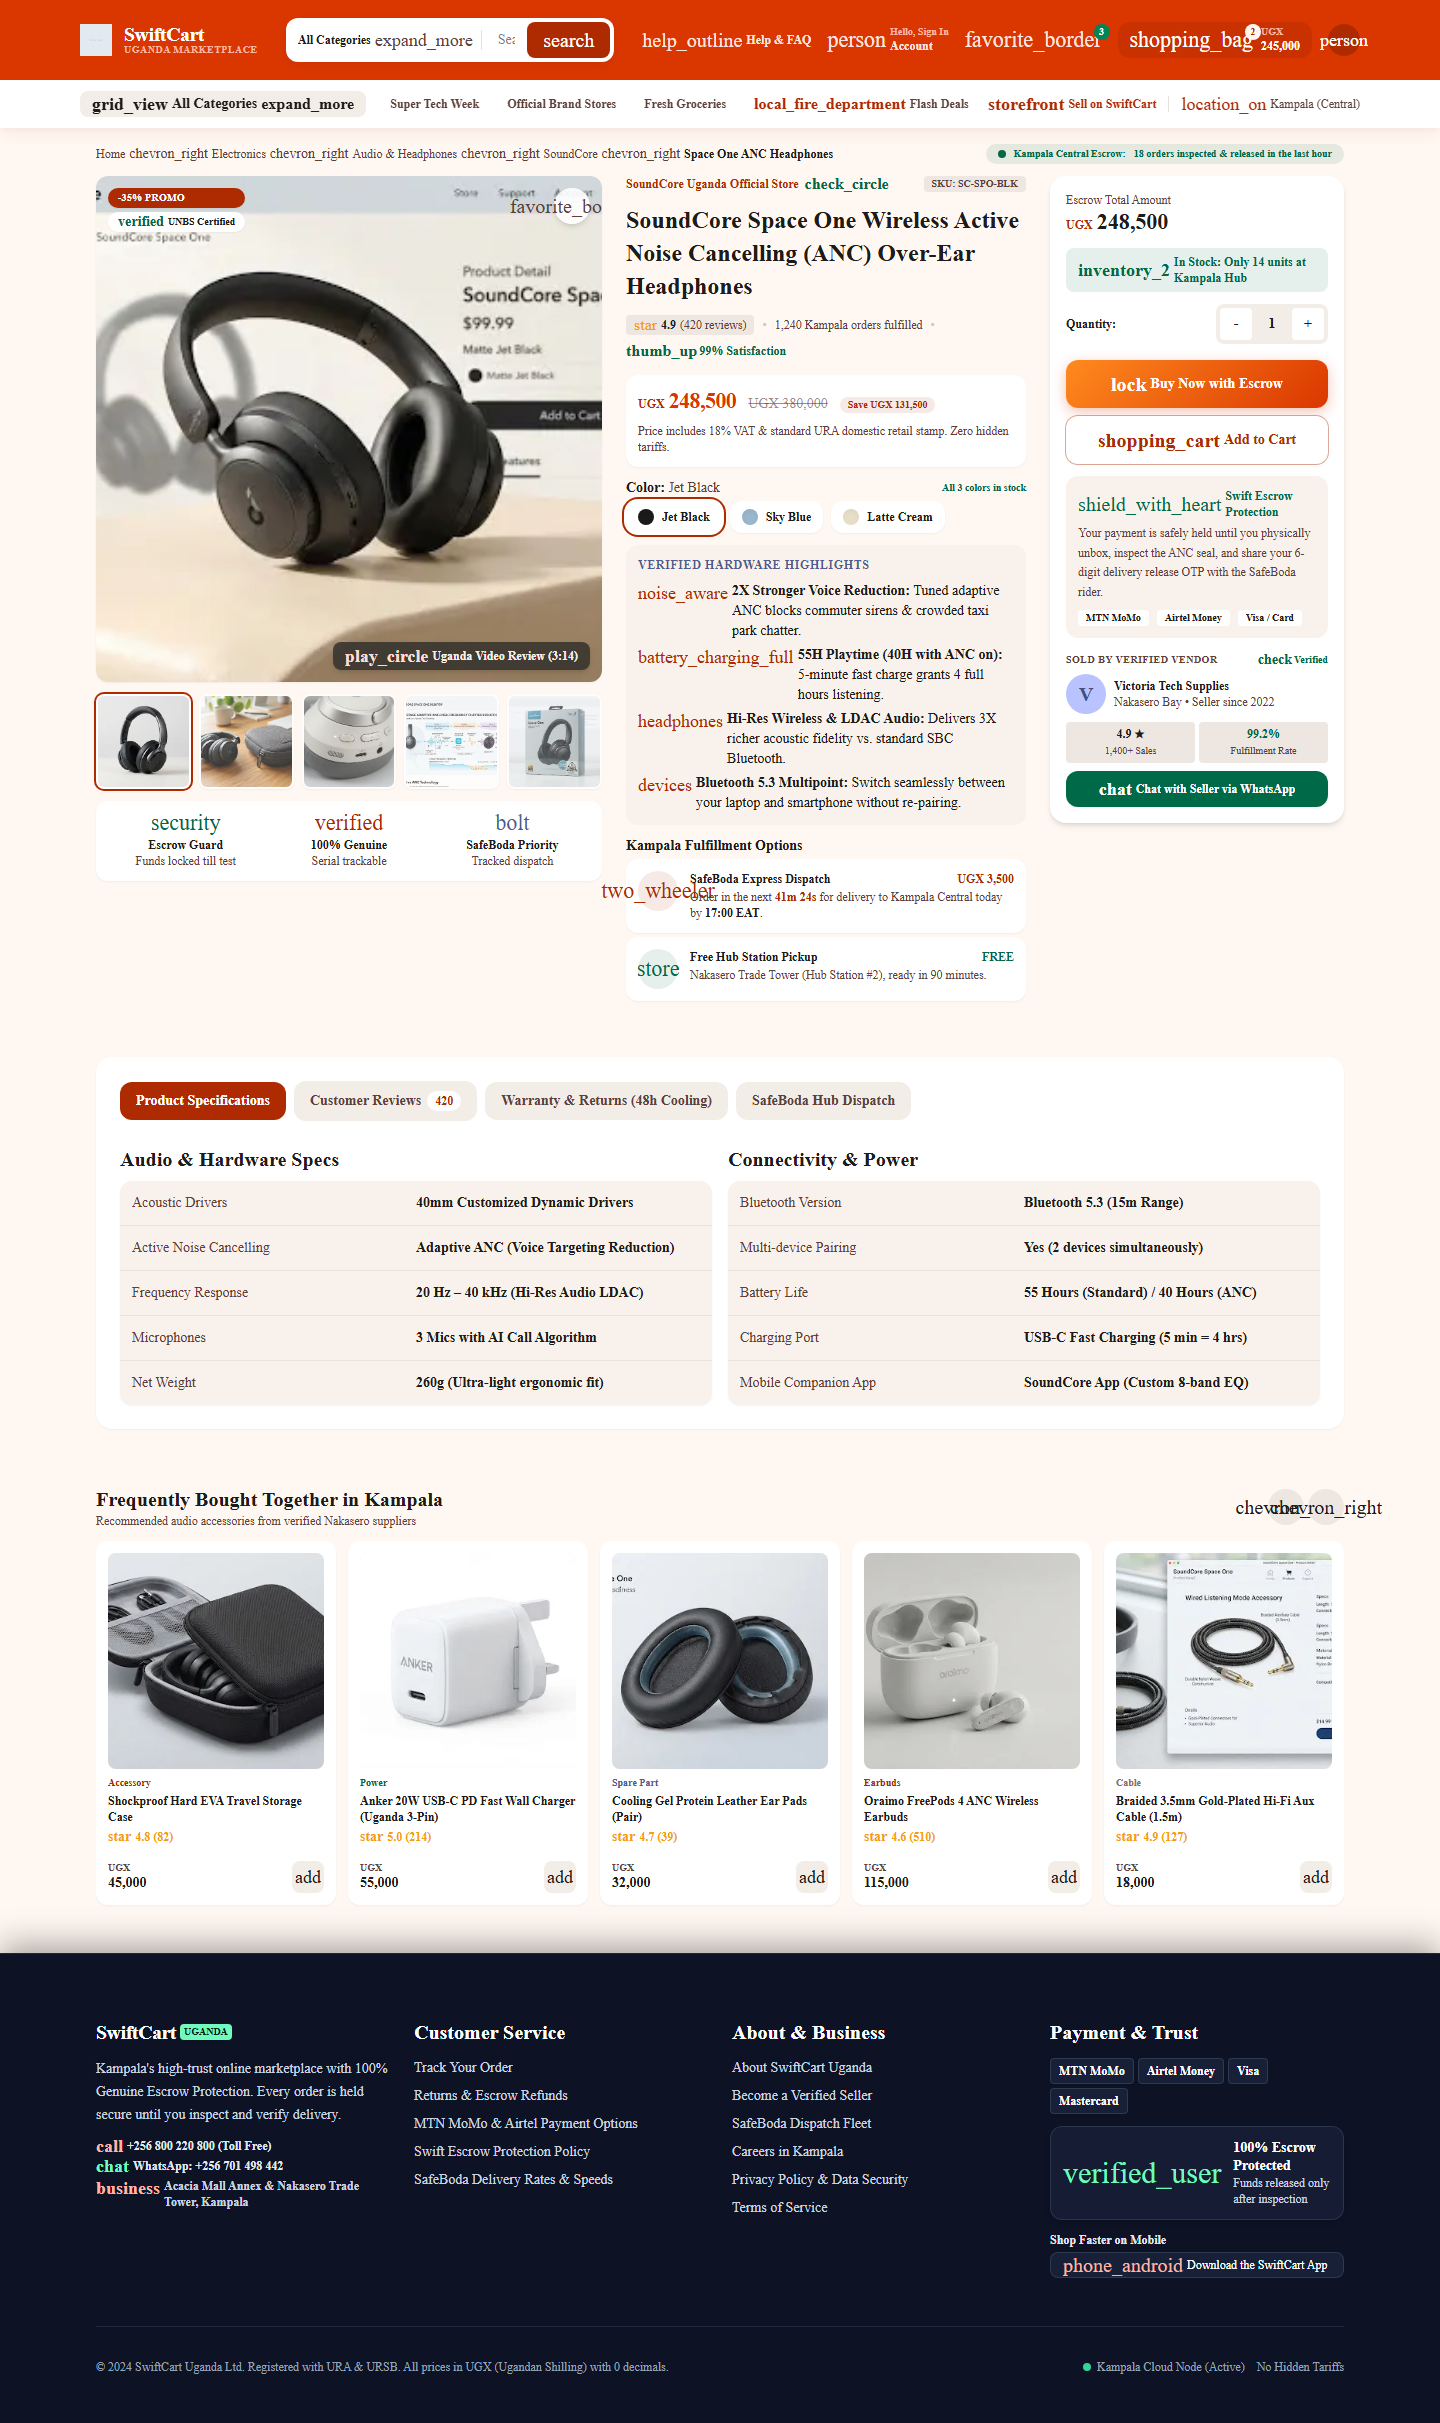 SwiftCart
UGANDA MARKETPLACE
All Categories expand_more
search
help_outline Help & FAQ
person Hello, Sign In
Account
favorite_border 3
shopping_bag 2 UGX
245,000
person
grid_view All Categories expand_more
Super Tech Week
Official Brand Stores
Fresh Groceries
local_fire_department Flash Deals
storefront Sell on SwiftCart
location_on Kampala (Central)
Home chevron_right Electronics chevron_right Audio & Headphones chevron_right SoundCore chevron_right Space One ANC Headphones
Kampala Central Escrow: 18 orders inspected & released in the last hour
-35% PROMO
verified UNBS Certified
Store Support
favorite_bo
SoundCore Space One
Product Detail
SoundCore Spa
$99.99
Matte Jet Black
Matte Jet Black
Add to Cart
eatures
play_circle Uganda Video Review (3:14)
security
Escrow Guard
Funds locked till test
verified
100% Genuine
Serial trackable
bolt
SafeBoda Priority
Tracked dispatch
SoundCore Uganda Official Store check_circle
SKU: SC-SPO-BLK
SoundCore Space One Wireless Active
Noise Cancelling (ANC) Over-Ear
Headphones
star 4.9 (420 reviews) • 1,240 Kampala orders fulfilled •
thumb_up 99% Satisfaction
UGX 248,500 UGX 380,000 Save UGX 131,500
Price includes 18% VAT & standard URA domestic retail stamp. Zero hidden
tariffs.
Color: Jet Black
All 3 colors in stock
Jet Black
Sky Blue
Latte Cream
VERIFIED HARDWARE HIGHLIGHTS
noise_aware 2X Stronger Voice Reduction: Tuned adaptive
ANC blocks commuter sirens & crowded taxi
park chatter.
battery_charging_full 55H Playtime (40H with ANC on):
5-minute fast charge grants 4 full
hours listening.
headphones Hi-Res Wireless & LDAC Audio: Delivers 3X
richer acoustic fidelity vs. standard SBC
Bluetooth.
devices Bluetooth 5.3 Multipoint: Switch seamlessly between
your laptop and smartphone without re-pairing.
Kampala Fulfillment Options
two_wheeler
SafeBoda Express Dispatch
UGX 3,500
Order in the next 41m 24s for delivery to Kampala Central today
by 17:00 EAT.
store
Free Hub Station Pickup
FREE
Nakasero Trade Tower (Hub Station #2), ready in 90 minutes.
Escrow Total Amount
UGX 248,500
inventory_2 In Stock: Only 14 units at
Kampala Hub
Quantity:
- 1 +
lock Buy Now with Escrow
shopping_cart Add to Cart
shield_with_heart Swift Escrow
Protection
Your payment is safely held until you physically
unbox, inspect the ANC seal, and share your 6-
digit delivery release OTP with the SafeBoda
rider.
MTN MoMo
Airtel Money
Visa / Card
SOLD BY VERIFIED VENDOR
check Verified
V
Victoria Tech Supplies
Nakasero Bay • Seller since 2022
4.9 ★
1,400+ Sales
99.2%
Fulfillment Rate
chat Chat with Seller via WhatsApp
Product Specifications
Customer Reviews 420
Warranty & Returns (48h Cooling)
SafeBoda Hub Dispatch
Audio & Hardware Specs
Acoustic Drivers 40mm Customized Dynamic Drivers
Active Noise Cancelling Adaptive ANC (Voice Targeting Reduction)
Frequency Response 20 Hz – 40 kHz (Hi-Res Audio LDAC)
Microphones 3 Mics with AI Call Algorithm
Net Weight 260g (Ultra-light ergonomic fit)
Connectivity & Power
Bluetooth Version Bluetooth 5.3 (15m Range)
Multi-device Pairing Yes (2 devices simultaneously)
Battery Life 55 Hours (Standard) / 40 Hours (ANC)
Charging Port USB-C Fast Charging (5 min = 4 hrs)
Mobile Companion App SoundCore App (Custom 8-band EQ)
Frequently Bought Together in Kampala
Recommended audio accessories from verified Nakasero suppliers
chevron_right
Accessory
Shockproof Hard EVA Travel Storage
Case
star 4.8 (82)
UGX
45,000
add
ANKER
Power
Anker 20W USB-C PD Fast Wall Charger
(Uganda 3-Pin)
star 5.0 (214)
UGX
55,000
add
e One
Spare Part
Cooling Gel Protein Leather Ear Pads
(Pair)
star 4.7 (39)
UGX
32,000
add
oraimo
Earbuds
Oraimo FreePods 4 ANC Wireless
Earbuds
star 4.6 (510)
UGX
115,000
add
SoundCore Space One
Wired Listening Mode Accessory
Cable
Braided 3.5mm Gold-Plated Hi-Fi Aux
Cable (1.5m)
star 4.9 (127)
UGX
18,000
add
SwiftCart UGANDA
Kampala's high-trust online marketplace with 100%
Genuine Escrow Protection. Every order is held
secure until you inspect and verify delivery.
call +256 800 220 800 (Toll Free)
chat WhatsApp: +256 701 498 442
business Acacia Mall Annex & Nakasero Trade
Tower, Kampala
Customer Service
Track Your Order
Returns & Escrow Refunds
MTN MoMo & Airtel Payment Options
Swift Escrow Protection Policy
SafeBoda Delivery Rates & Speeds
About & Business
About SwiftCart Uganda
Become a Verified Seller
SafeBoda Dispatch Fleet
Careers in Kampala
Privacy Policy & Data Security
Terms of Service
Payment & Trust
MTN MoMo
Airtel Money
Visa
Mastercard
verified_user
100% Escrow
Protected
Funds released only
after inspection
Shop Faster on Mobile
phone_android Download the SwiftCart App
© 2024 SwiftCart Uganda Ltd. Registered with URA & URSB. All prices in UGX (Ugandan Shilling) with 0 decimals.
Kampala Cloud Node (Active)
No Hidden Tariffs